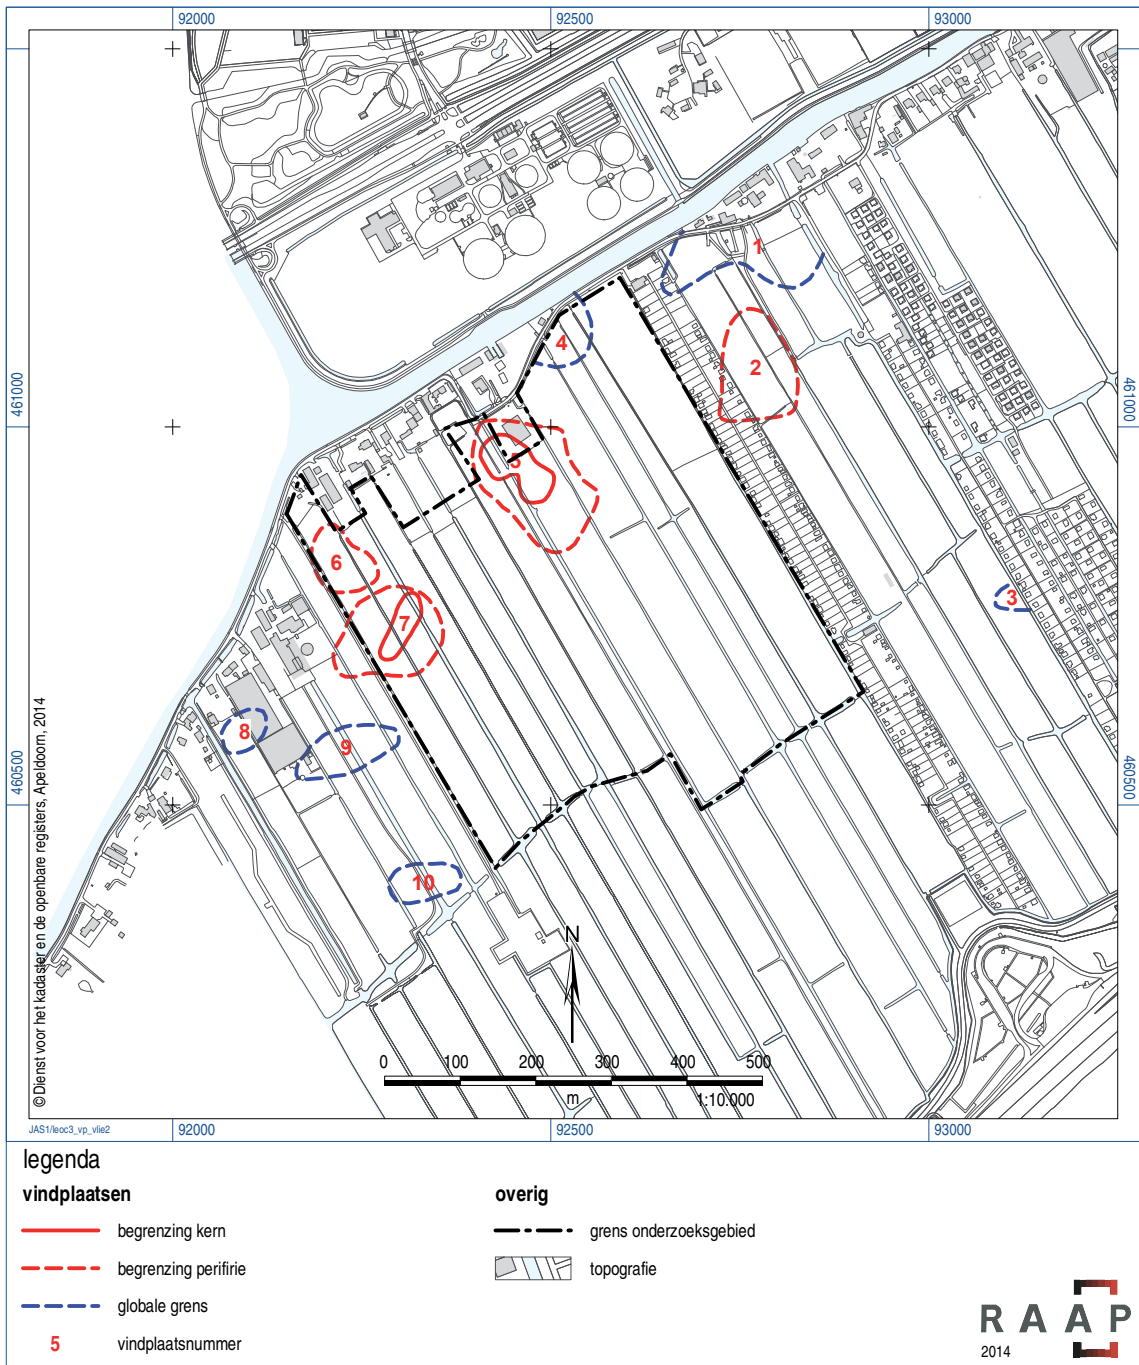 92000 92500 93000
1
2
3
4
5
6
7
8
9
10
461000 461000
460500 460500
N
0 100 200 300 400 500
m 1:10.000
© Dienst voor het kadaster en de openbare registers, Apeldoorn, 2014
JAS1/leoc3_vp_vlie2
92000 92500 93000
legenda
vindplaatsen
begrenzing kern
begrenzing perifirie
globale grens
5 vindplaatsnummer
overig
grens onderzoeksgebied
topografie
RAAP
2014